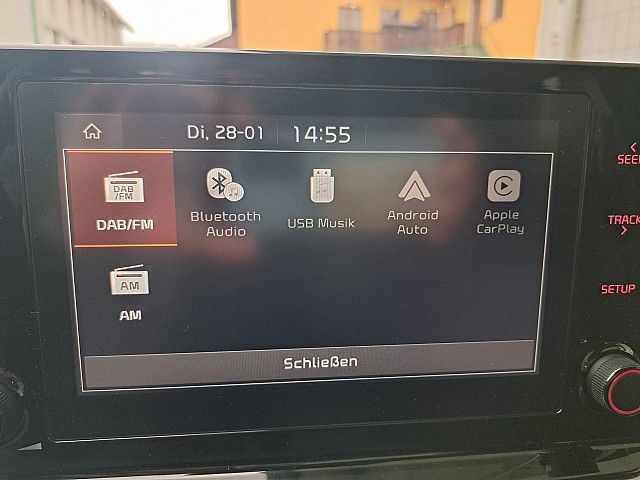 Di, 28-01 14:55
DAB
/FM
DAB/FM
Bluetooth
Audio
USB Musik
Android
Auto
Apple
CarPlay
AM
AM
Schließen
TRACK
SETUP